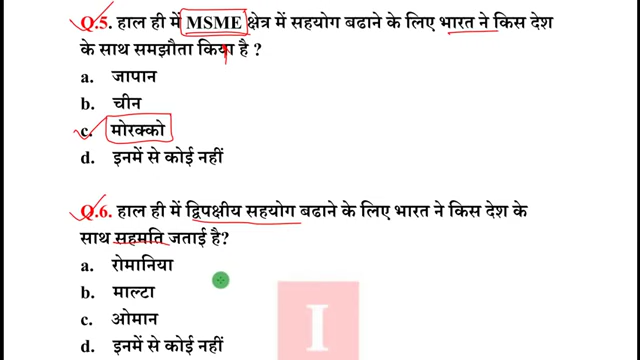 Q.5. हाल ही में MSME क्षेत्र में सहयोग बढाने के लिए भारत ने किस देश
के साथ समझौता किया है ?
a. जापान
b. चीन
c. मोरक्को
d. इनमें से कोई नहीं
Q.6. हाल ही में द्विपक्षीय सहयोग बढाने के लिए भारत ने किस देश के
साथ सहमति जताई है?
a. रोमानिया
b. माल्टा
c. ओमान
d. इनमें से कोई नहीं
I